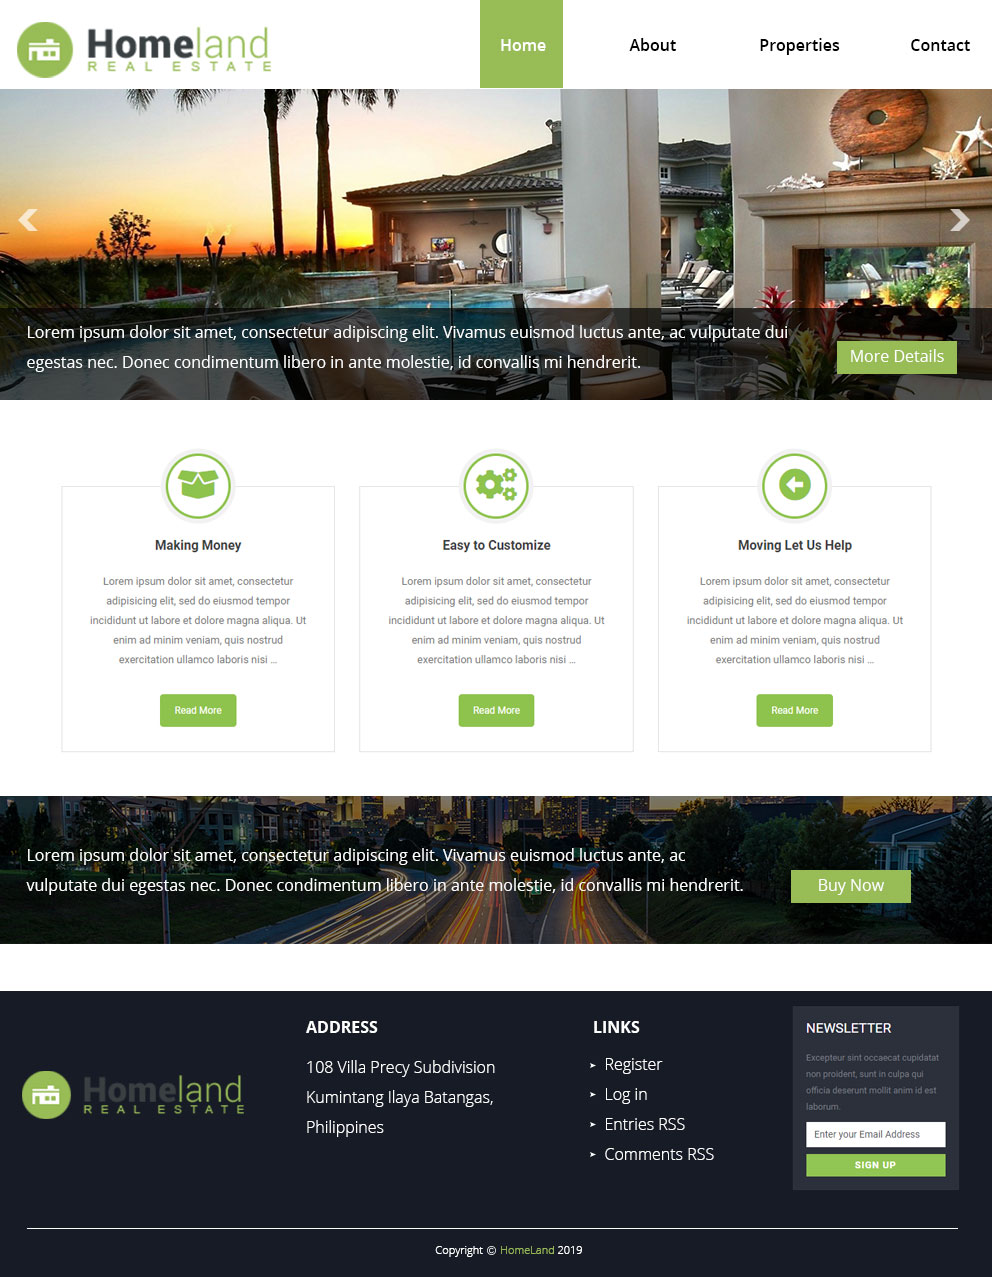 Homeland
REAL ESTATE
Home About Properties Contact
Lorem ipsum dolor sit amet, consectetur adipiscing elit. Vivamus euismod luctus ante, ac vulputate dui
egestas nec. Donec condimentum libero in ante molestie, id convallis mi hendrerit.
More Details
Making Money
Lorem ipsum dolor sit amet, consectetur
adipisicing elit, sed do eiusmod tempor
incididunt ut labore et dolore magna aliqua. Ut
enim ad minim veniam, quis nostrud
exercitation ullamco laboris nisi ...
Read More
Easy to Customize
Lorem ipsum dolor sit amet, consectetur
adipisicing elit, sed do eiusmod tempor
incididunt ut labore et dolore magna aliqua. Ut
enim ad minim veniam, quis nostrud
exercitation ullamco laboris nisi ...
Read More
Moving Let Us Help
Lorem ipsum dolor sit amet, consectetur
adipisicing elit, sed do eiusmod tempor
incididunt ut labore et dolore magna aliqua. Ut
enim ad minim veniam, quis nostrud
exercitation ullamco laboris nisi ...
Read More
Lorem ipsum dolor sit amet, consectetur adipiscing elit. Vivamus euismod luctus ante, ac
vulputate dui egestas nec. Donec condimentum libero in ante molestie, id convallis mi hendrerit.
Buy Now
Homeland
REAL ESTATE
ADDRESS
108 Villa Precy Subdivision
Kumintang Ilaya Batangas,
Philippines
LINKS
Register
Log in
Entries RSS
Comments RSS
NEWSLETTER
Excepteur sint occaecat cupidatat
non proident, sunt in culpa qui
officia deserunt mollit anim id est
laborum.
Enter your Email Address
SIGN UP
Copyright © HomeLand 2019